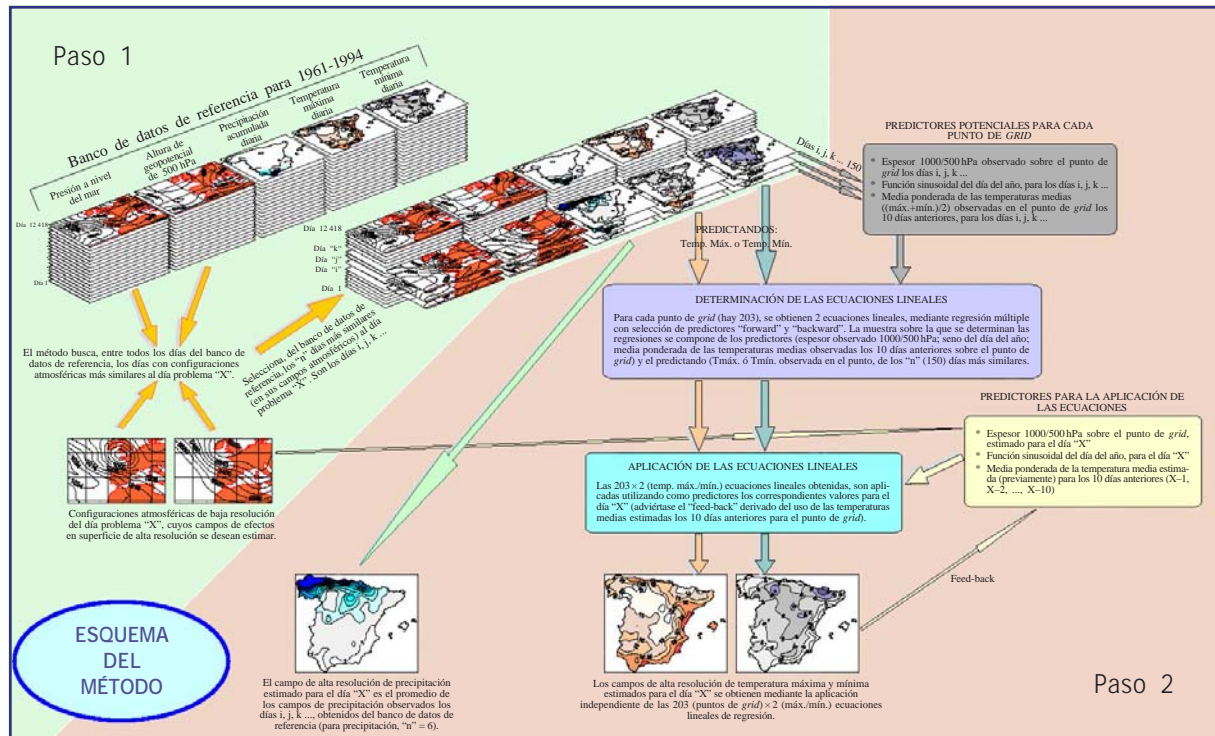 Paso 1
Banco de datos de referencia para 1961-1994
Presión a nivel
del mar
Altura de
geopotencial
de 500 hPa
Precipitación
acumulada
diaria
Temperatura
máxima
diaria
Temperatura
mínima
diaria
Día 12 418
Día 1
Día 12 418
Día “k”
Día “j”
Día “i”
Día 1
Días i, j, k ... 150
PREDICTORES POTENCIALES PARA CADA
PUNTO DE GRID
* Espesor 1000/500 hPa observado sobre el punto de
grid los días i, j, k ...
* Función sinusoidal del día del año, para los días i, j, k ...
* Media ponderada de las temperaturas medias
((máx.+mín.)/2) observadas en el punto de grid los
10 días anteriores, para los días i, j, k ...
PREDICTANDOS:
Temp. Máx. o Temp. Mín.
El método busca, entre todos los días del banco de
datos de referencia, los días con configuraciones
atmosféricas más similares al día problema “X”.
Selecciona, del banco de datos de
referencia, los “n” días más similares
(en sus campos atmosféricos) al día
problema “X”. Son los días i, j, k ...
DETERMINACIÓN DE LAS ECUACIONES LINEALES
Para cada punto de grid (hay 203), se obtienen 2 ecuaciones lineales, mediante regresión múltiple
con selección de predictores “forward” y “backward”. La muestra sobre la que se determinan las
regresiones se compone de los predictores (espesor observado 1000/500hPa; seno del día del año;
media ponderada de las temperaturas medias observadas los 10 días anteriores sobre el punto de
grid) y el predictando (Tmáx. ó Tmín. observada en el punto, de los “n” (150) días más similares.
PREDICTORES PARA LA APLICACIÓN DE
LAS ECUACIONES
* Espesor 1000/500hPa sobre el punto de grid,
estimado para el día “X”
* Función sinusoidal del día del año, para el día “X”
* Media ponderada de la temperatura media estima-
da (previamente) para los 10 días anteriores (X–1,
X–2, ..., X–10)
APLICACIÓN DE LAS ECUACIONES LINEALES
Las 203×2 (temp. máx./mín.) ecuaciones lineales obtenidas, son apli-
cadas utilizando como predictores los correspondientes valores para el
día “X” (adviértase el “feed-back” derivado del uso de las temperaturas
medias estimadas los 10 días anteriores para el punto de grid).
Configuraciones atmosféricas de baja resolución
del día problema “X”, cuyos campos de efectos
en superficie de alta resolución se desean estimar.
Feed-back
ESQUEMA
DEL
MÉTODO
El campo de alta resolución de precipitación
estimado para el día “X” es el promedio de
los campos de precipitación observados los
días i, j, k ..., obtenidos del banco de datos de
referencia (para precipitación, “n” = 6).
Los campos de alta resolución de temperatura máxima y mínima
estimados para el día “X” se obtienen mediante la aplicación
independiente de las 203 (puntos de grid)×2 (máx./mín.) ecuaciones
lineales de regresión.
Paso 2